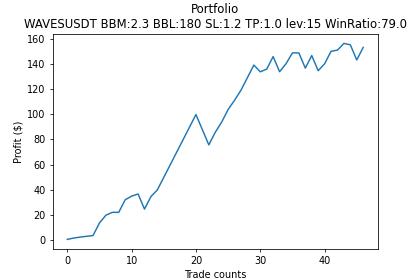 Portfolio
WAVESUSDT BBM:2.3 BBL:180 SL:1.2 TP:1.0 lev:15 WinRatio:79.0
160
140
120
100
80
60
40
20
0
Profit ($)
0 10 20 30 40
Trade counts